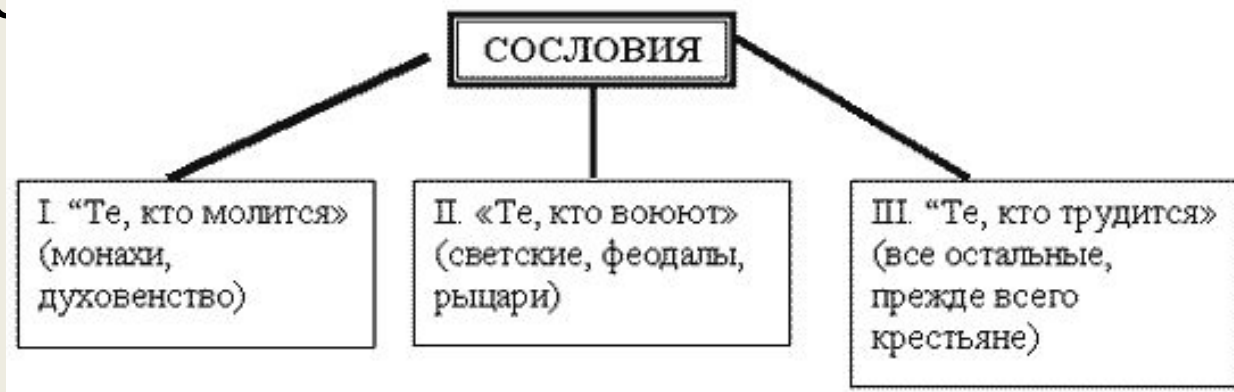 СОСЛОВИЯ
I. “Те, кто молится»
(монахи,
духовенство)
II. «Те, кто воюют»
(светские, феодалы,
рыцари)
III. “Те, кто трудится»
(все остальные,
прежде всего
крестьяне)